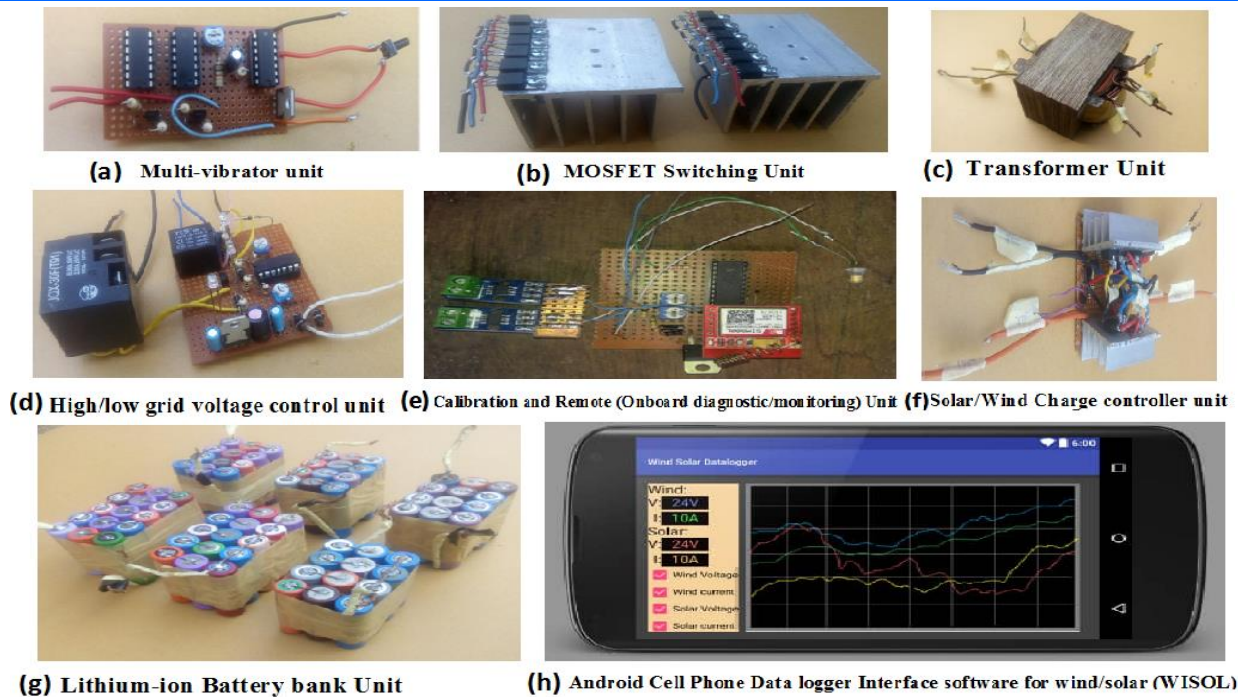 (a) Multi-vibrator unit
(b) MOSFET Switching Unit
(c) Transformer Unit
(d) High/low grid voltage control unit
(e) Calibration and Remote (Onboard diagnostic/monitoring) Unit
(f) Solar/Wind Charge controller unit
6:00
Wind Solar Datalogger
Wind:
V: 24V
I: 10A
Solar:
V: 24V
I: 10A
Wind Voltage
Wind current
Solar Voltage
Solar current
(g) Lithium-ion Battery bank Unit
(h) Android Cell Phone Data logger Interface software for wind/solar (WISOL)